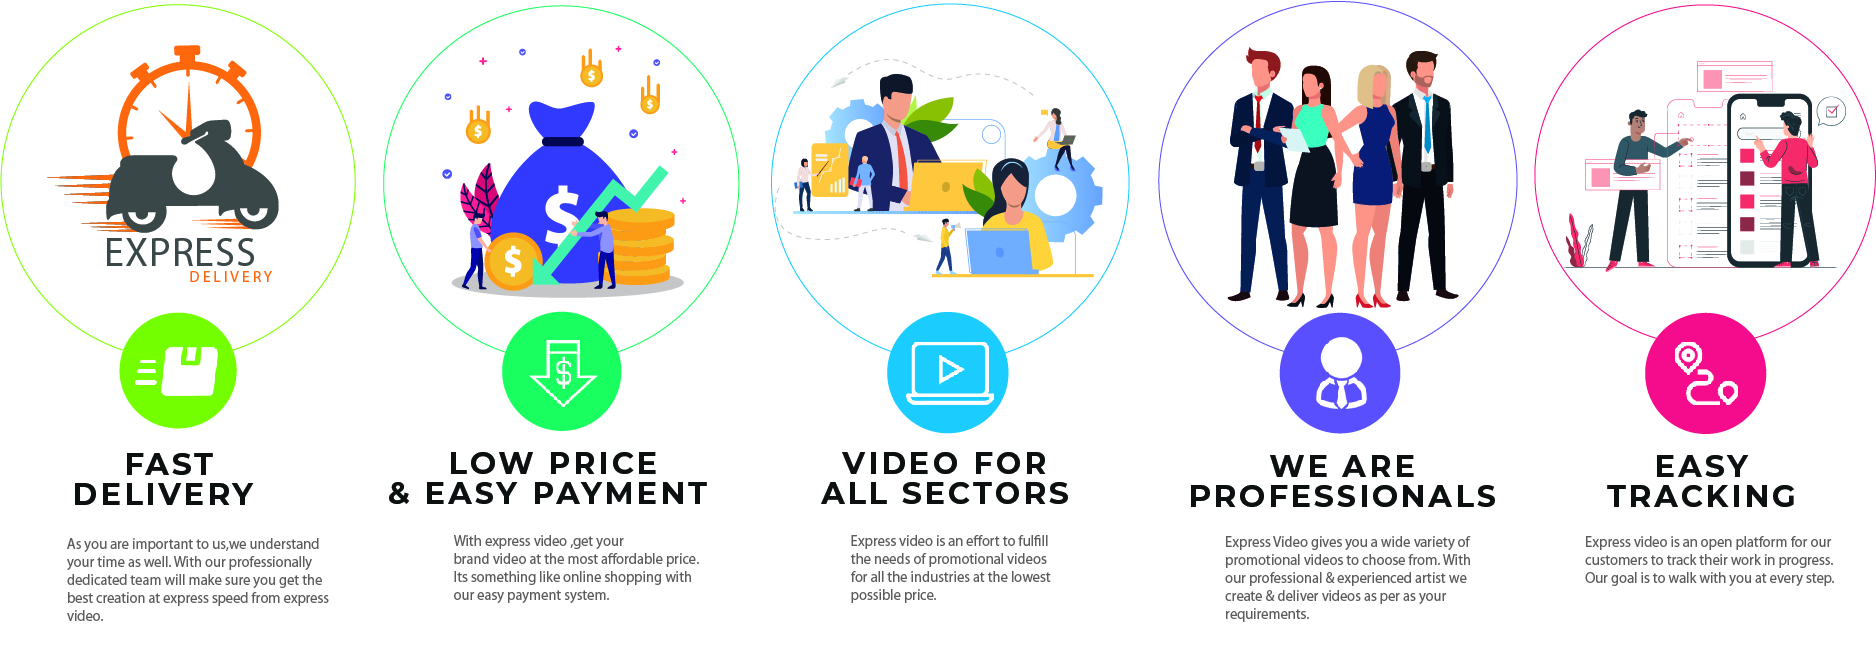 EXPRESS
DELIVERY
FAST
DELIVERY
As you are important to us,we understand
your time as well. With our professionally
dedicated team will make sure you get the
best creation at express speed from express
video.
$
$
$
$
$
$
LOW PRICE
& EASY PAYMENT
With express video ,get your
brand video at the most affordable price.
Its something like online shopping with
our easy payment system.
VIDEO FOR
ALL SECTORS
Express video is an effort to fulfill
the needs of promotional videos
for all the industries at the lowest
possible price.
WE ARE
PROFESSIONALS
Express Video gives you a wide variety of
promotional videos to choose from. With
our professional & experienced artist we
create & deliver videos as per as your
requirements.
EASY
TRACKING
Express video is an open platform for our
customers to track their work in progress.
Our goal is to walk with you at every step.